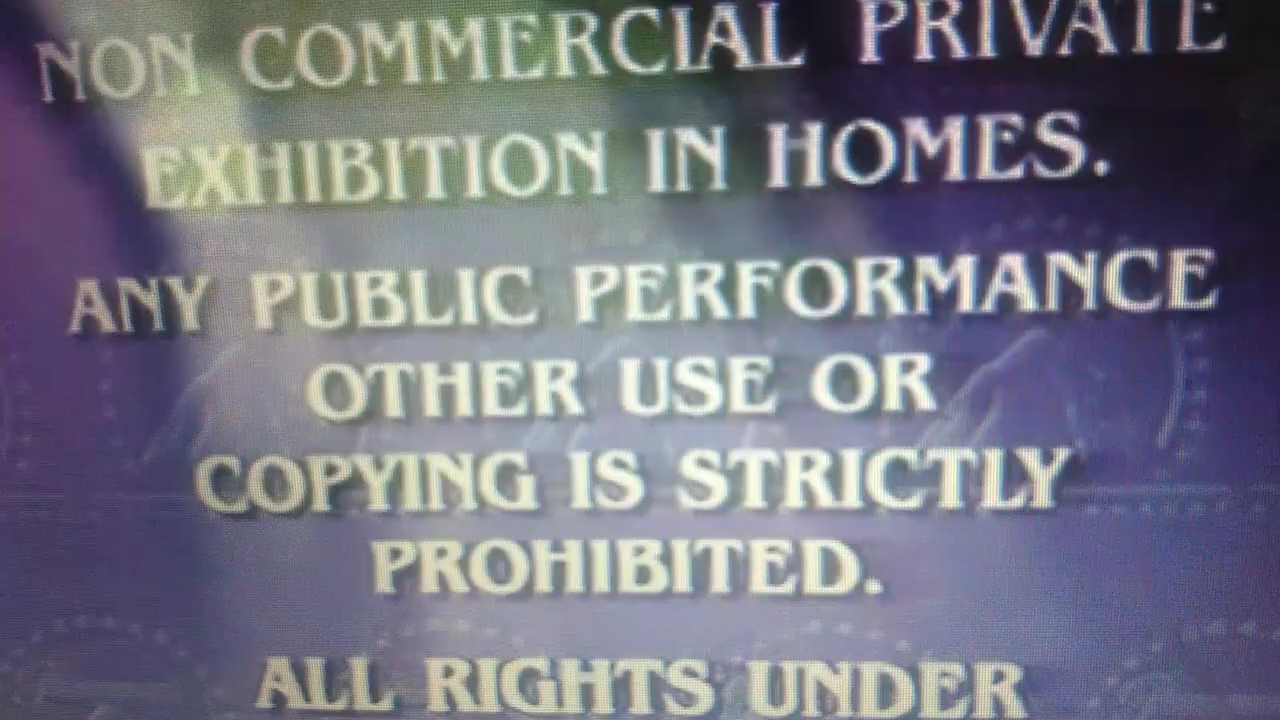 NON COMMERCIAL PRIVATE
EXHIBITION IN HOMES.
ANY PUBLIC PERFORMANCE
OTHER USE OR
COPYING IS STRICTLY
PROHIBITED.
ALL RIGHTS UNDER